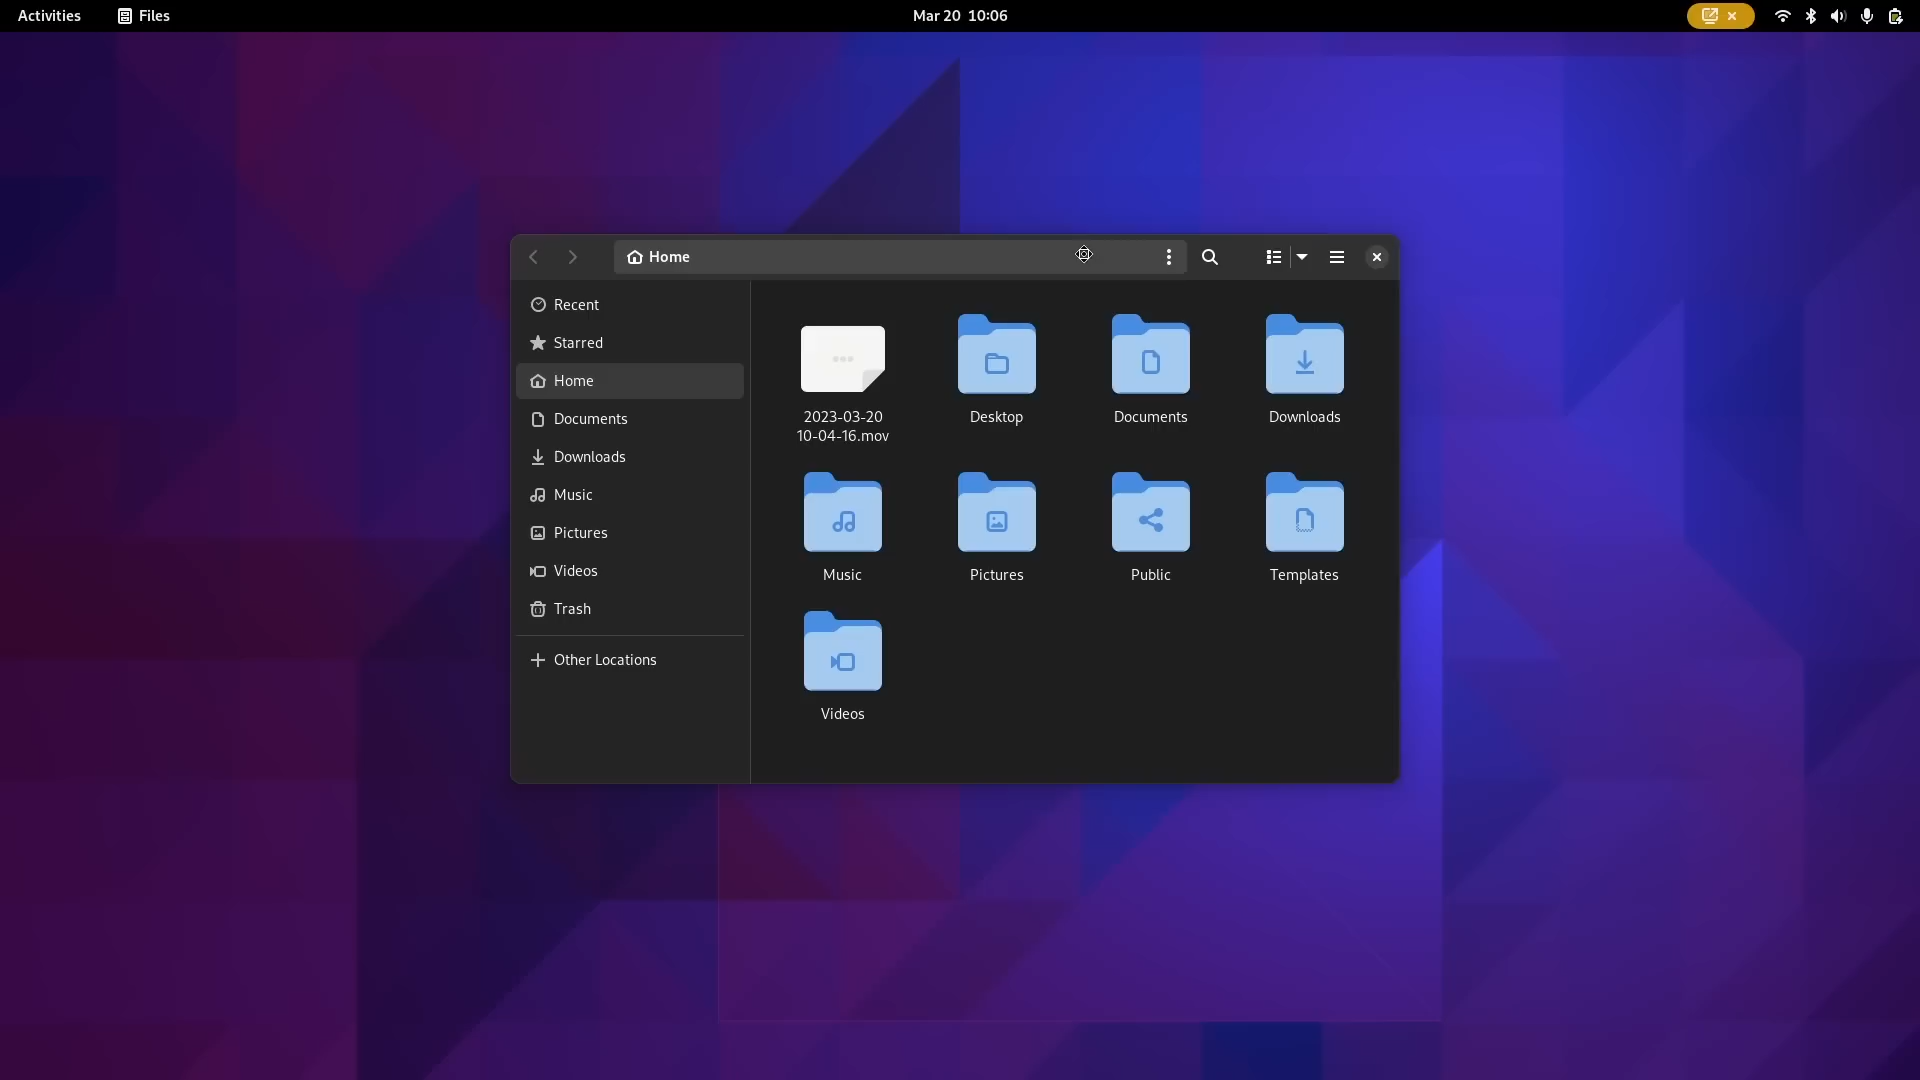 Activities
Files
Mar 20 10:06
Home
Recent
Starred
Home
Documents
Downloads
Music
Pictures
Videos
Trash
Other Locations
2023-03-20
10-04-16.mov
Desktop
Documents
Downloads
Music
Pictures
Public
Templates
Videos